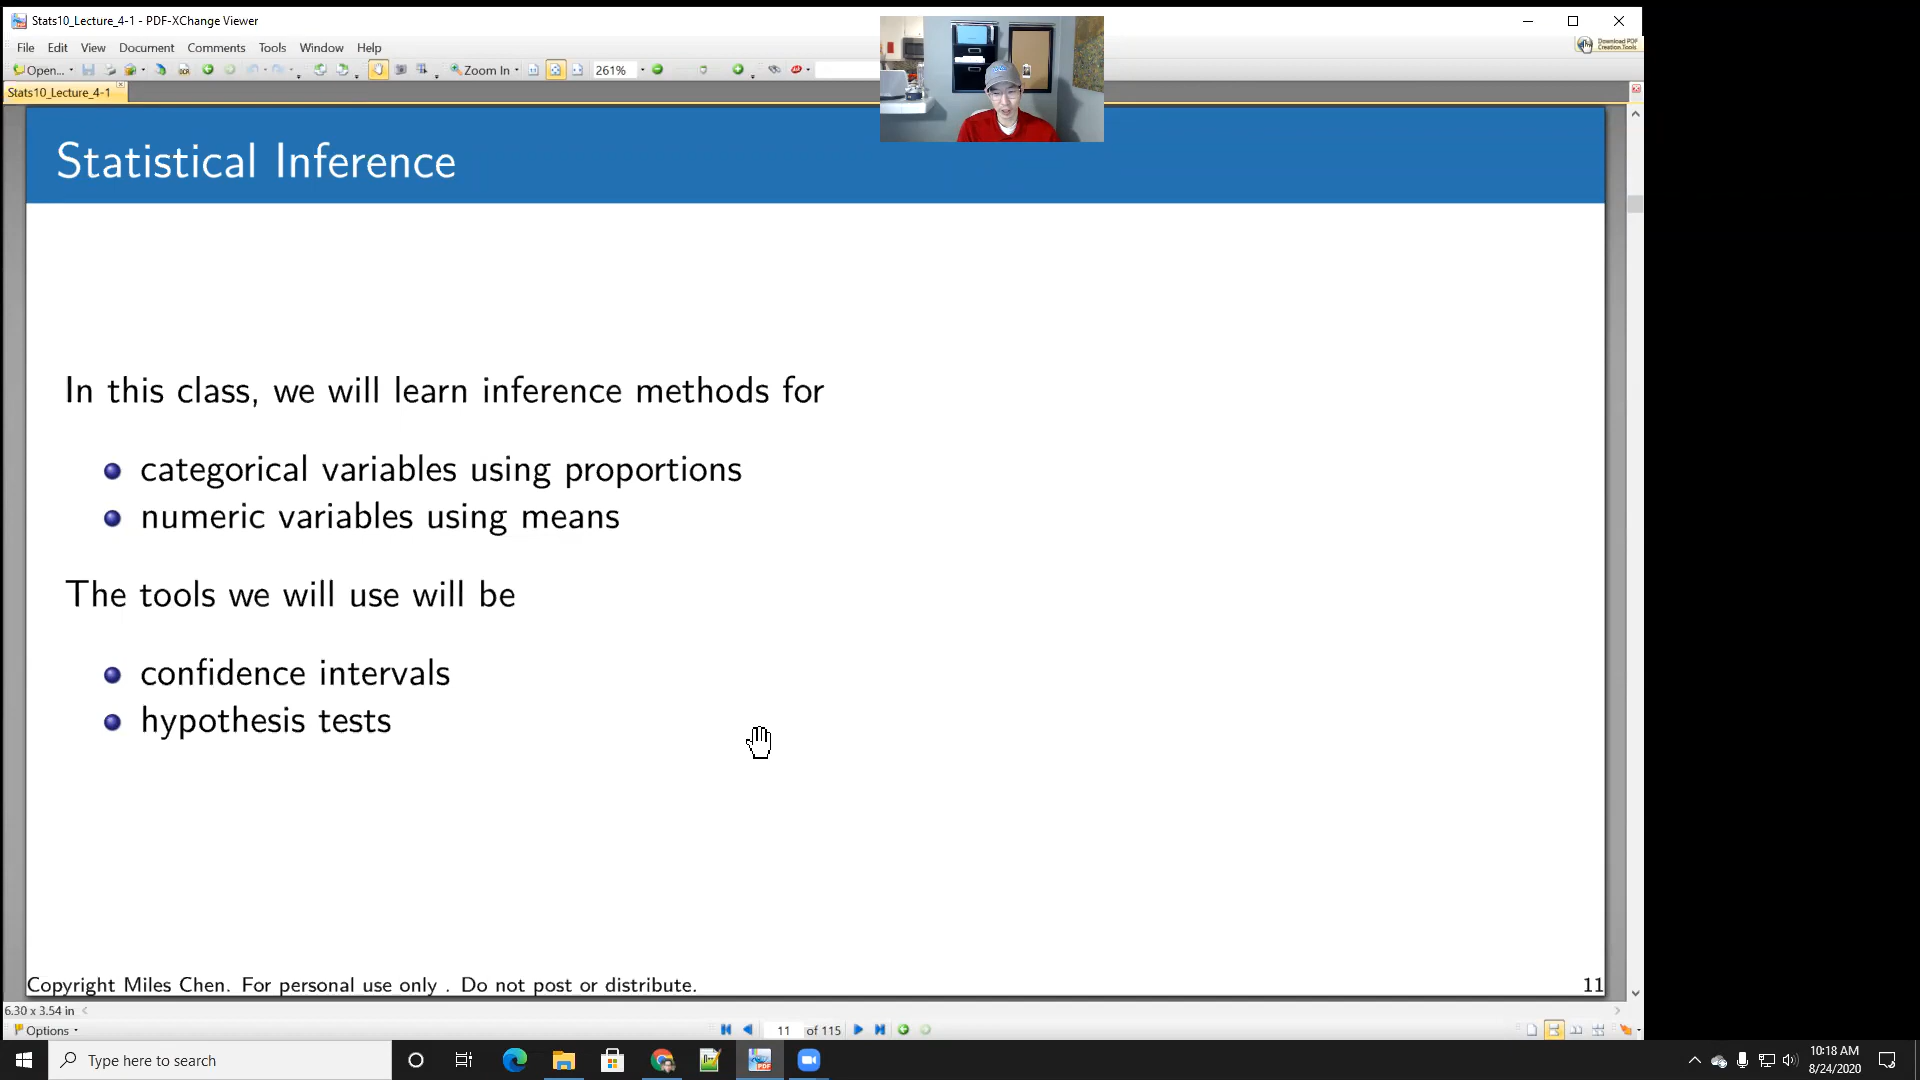 Stats10_Lecture_4-1 - PDF-XChange Viewer
File Edit View Document Comments Tools Window Help
Download PDF
Creation Tools
Open...
Zoom In
261%
Stats10_Lecture_4-1
Statistical Inference
In this class, we will learn inference methods for
categorical variables using proportions
numeric variables using means
The tools we will use will be
confidence intervals
hypothesis tests
Copyright Miles Chen. For personal use only . Do not post or distribute.
11
6.30 x 3.54 in
Options
11 of 115
Type here to search
10:18 AM
8/24/2020